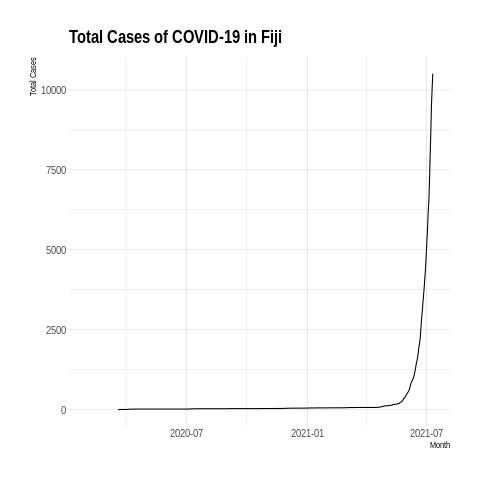 Total Cases of COVID-19 in Fiji
Total Cases
10000
7500
5000
2500
0
2020-07 2021-01 2021-07
Month